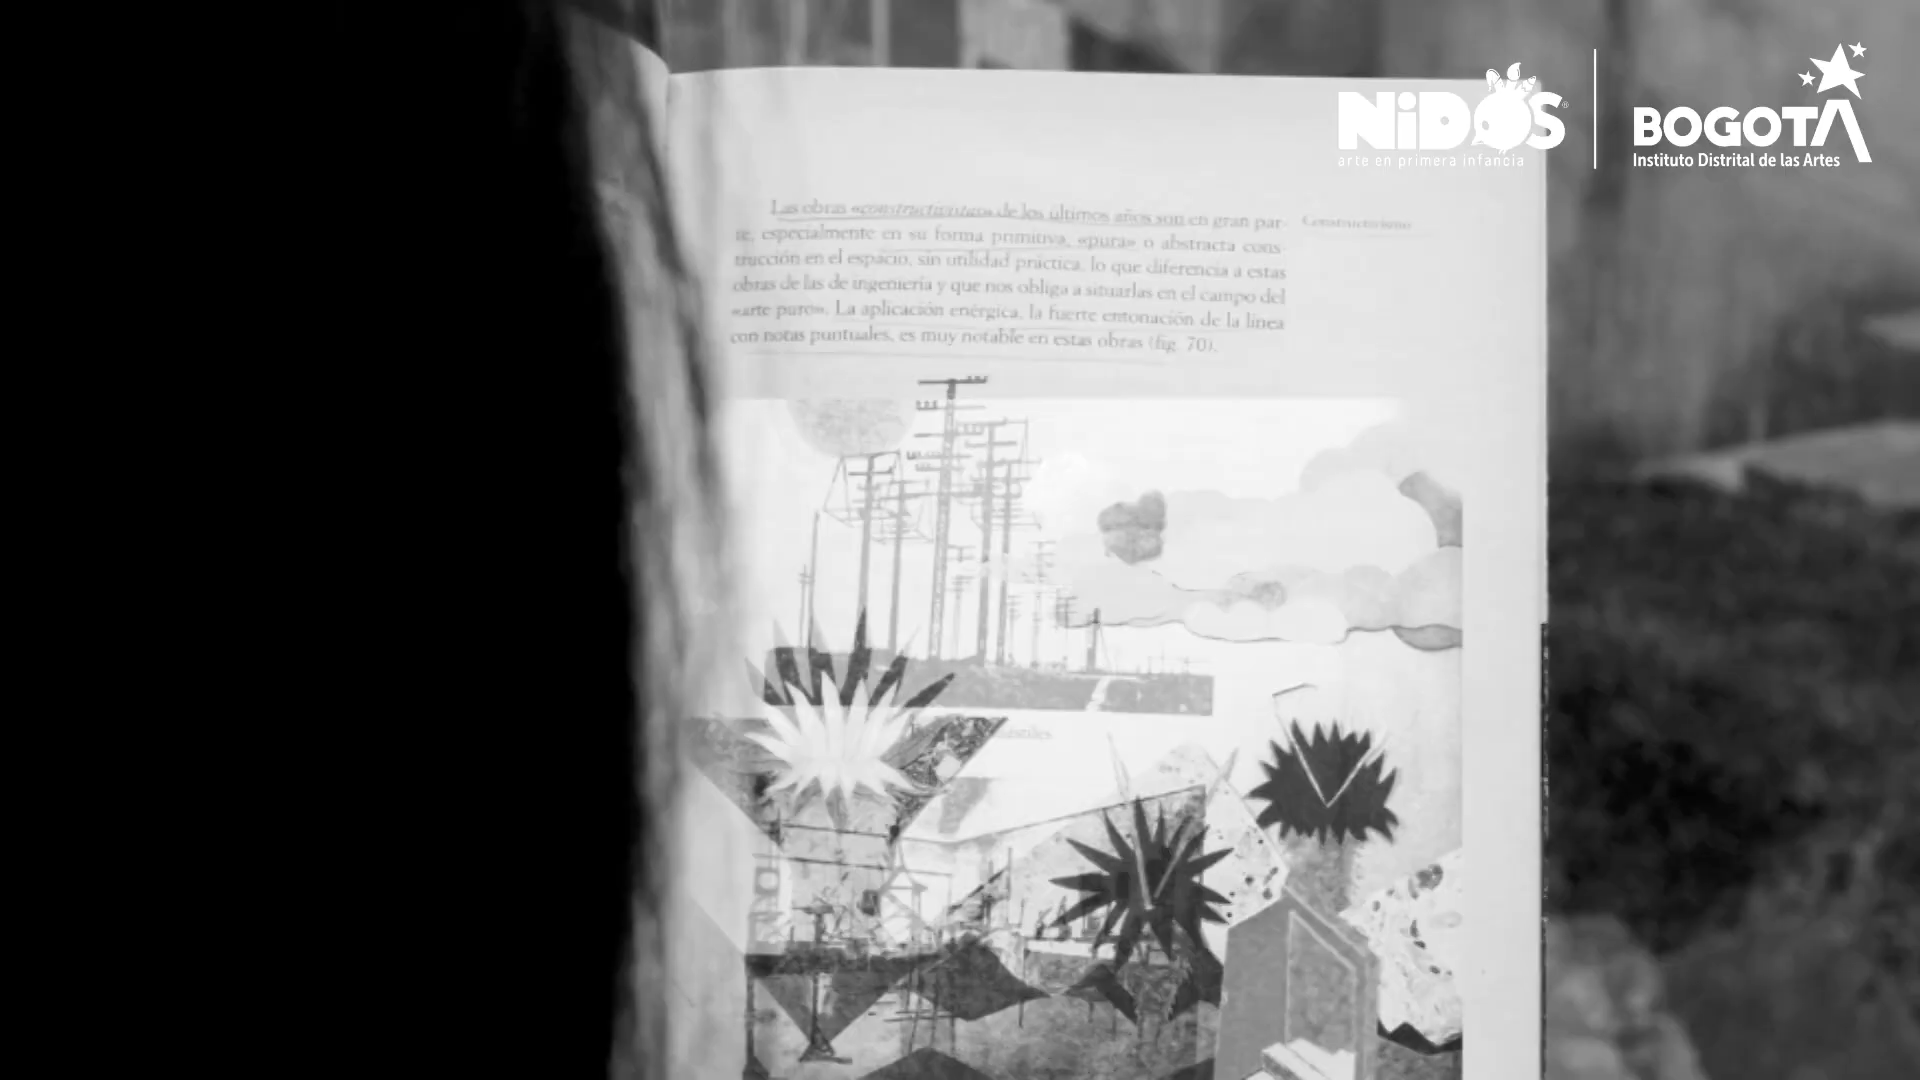 NiDOS
arte en primera infancia
BOGOTA
Instituto Distrital de las Artes
Las obras «constructivistas» de los últimos años son en gran par-
te, especialmente en su forma primitiva, «pura» o abstracta cons-
trucción en el espacio, sin utilidad práctica, lo que diferencia a estas
obras de las de ingeniería y que nos obliga a situarlas en el campo del
«arte puro». La aplicación enérgica, la fuerte entonación de la línea
con notas puntuales, es muy notable en estas obras (fig. 70).
Constructivismo